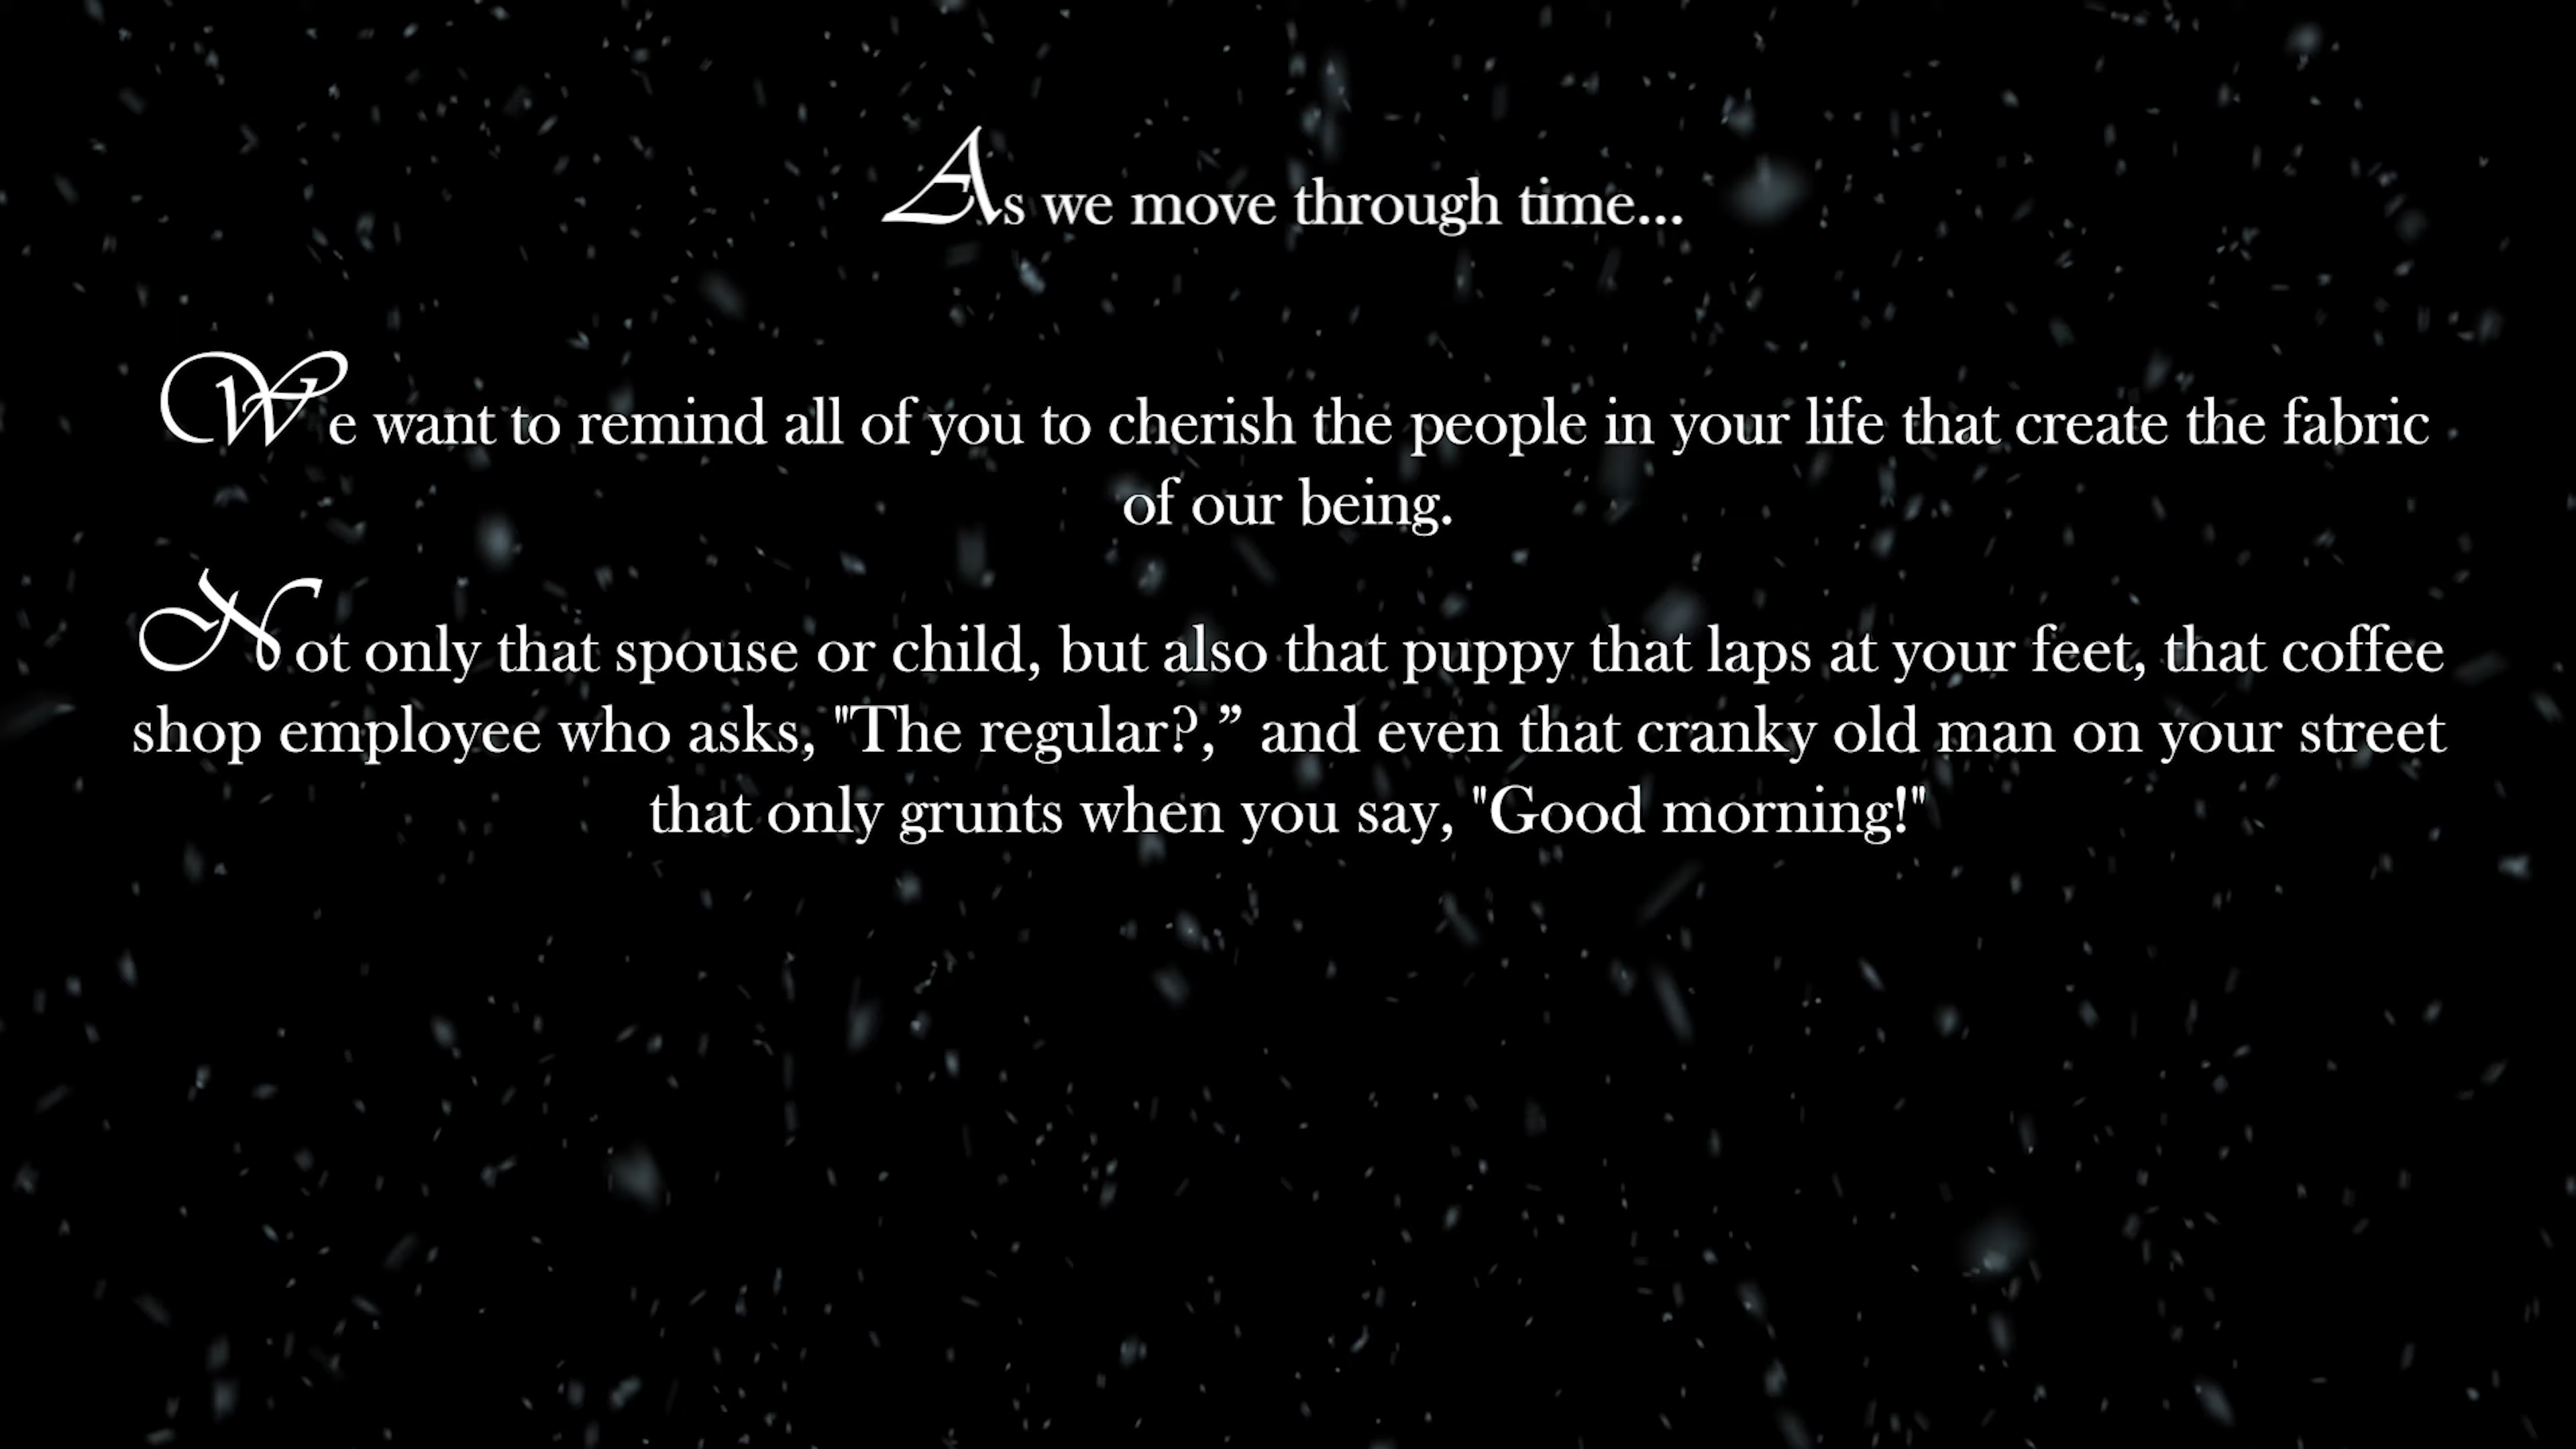 As we move through time...
We want to remind all of you to cherish the people in your life that create the fabric
of our being.
Not only that spouse or child, but also that puppy that laps at your feet, that coffee
shop employee who asks, "The regular?,” and even that cranky old man on your street
that only grunts when you say, "Good morning!"